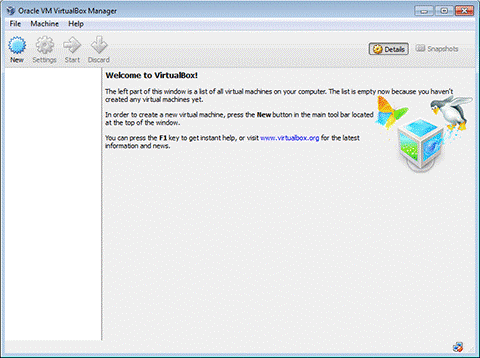 Oracle VM VirtualBox Manager
File Machine Help
New Settings Start Discard Details Snapshots
Welcome to VirtualBox!
The left part of this window is a list of all virtual machines on your computer. The list is empty now because you haven't
created any virtual machines yet.
In order to create a new virtual machine, press the New button in the main tool bar located
at the top of the window.
You can press the F1 key to get instant help, or visit www.virtualbox.org for the latest
information and news.